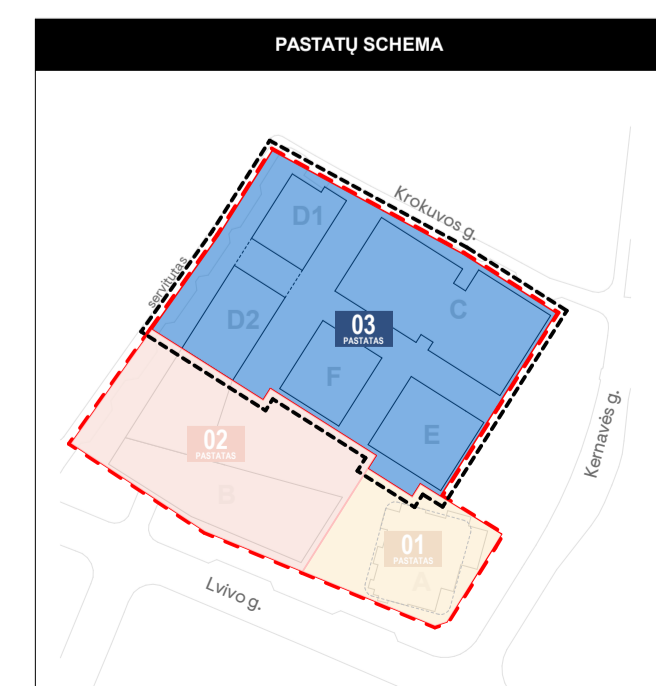 PASTATŲ SCHEMA
Krokuvos g.
D1
servitutas
C
D2
03
PASTATAS
F
Kernavės g.
E
02
PASTATAS
B
01
PASTATAS
A
Lvivo g.